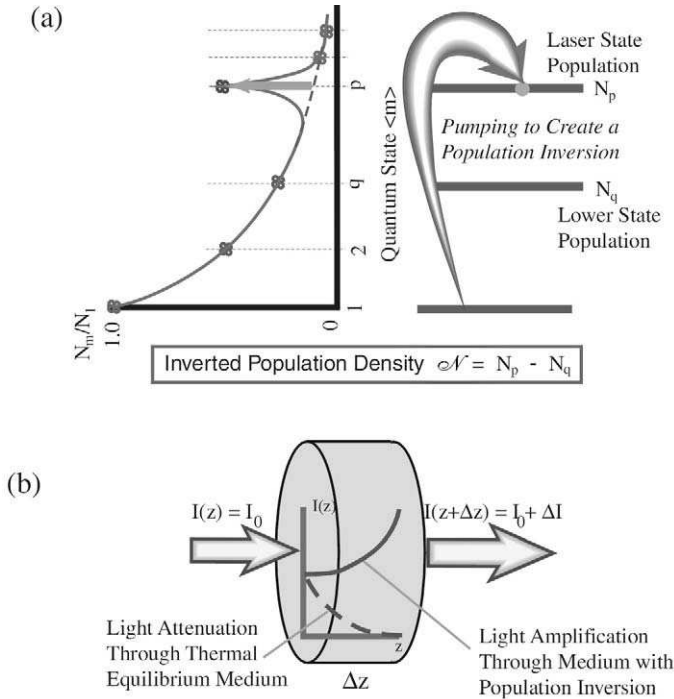 (a)
N_m/N_1
1.0
0
1
2
q
p
Quantum State <m>
Laser State
Population
N_p
Pumping to Create a
Population Inversion
N_q
Lower State
Population
Inverted Population Density 𝒩 = N_p - N_q
(b)
I(z) = I_0
I(z)
I(z+Δz) = I_0 + ΔI
z
Light Attenuation
Through Thermal
Equilibrium Medium
Δz
Light Amplification
Through Medium with
Population Inversion